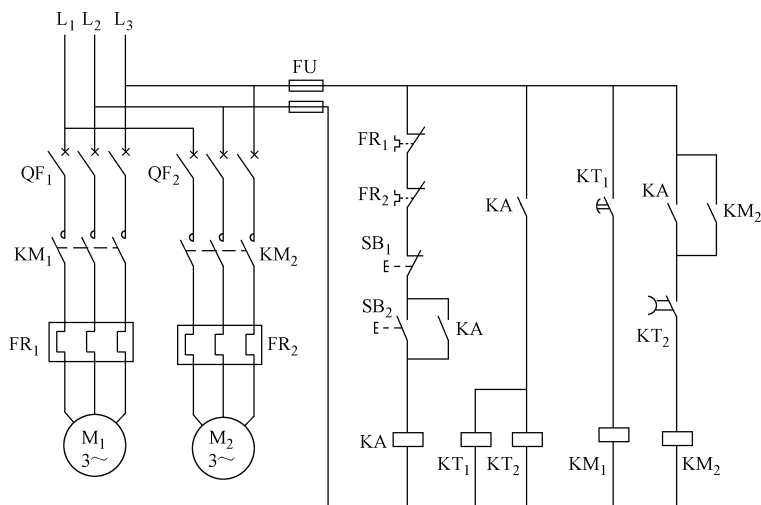 L₁ L₂ L₃
FU
FR₁
QF₁ QF₂
KT₁
FR₂
KA KA KM₂
SB₁
KM₁ KM₂
SB₂
KA
KT₂
FR₁ FR₂
M₁ M₂
3～ 3～
KA KT₁ KT₂ KM₁ KM₂